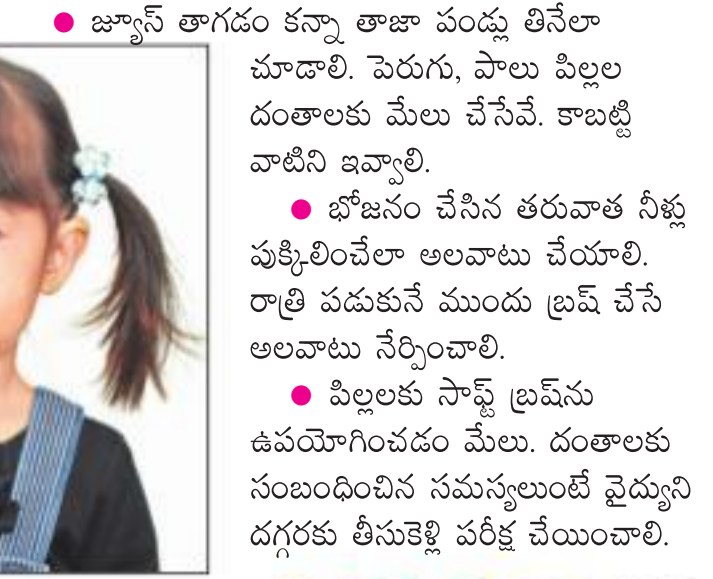 ● జ్యూస్ తాగడం కన్నా తాజా పండ్లు తినేలా
చూడాలి. పెరుగు, పాలు పిల్లల
దంతాలకు మేలు చేసేవే. కాబట్టి
వాటిని ఇవ్వాలి.
● భోజనం చేసిన తరువాత నీళ్లు
పుక్కిలించేలా అలవాటు చేయాలి.
రాత్రి పడుకునే ముందు బ్రష్ చేసే
అలవాటు నేర్పించాలి.
● పిల్లలకు సాఫ్ట్ బ్రష్‌ను
ఉపయోగించడం మేలు. దంతాలకు
సంబంధించిన సమస్యలుంటే వైద్యుని
దగ్గరకు తీసుకెళ్లి పరీక్ష చేయించాలి.